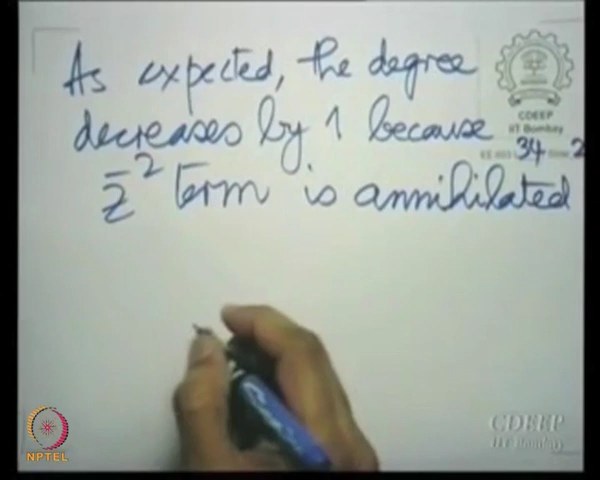 As expected, the degree
decreases by 1 because
z̄² term is annihilated
CDEEP
IIT Bombay
34 2
CDEEP
IIT Bombay
NPTEL